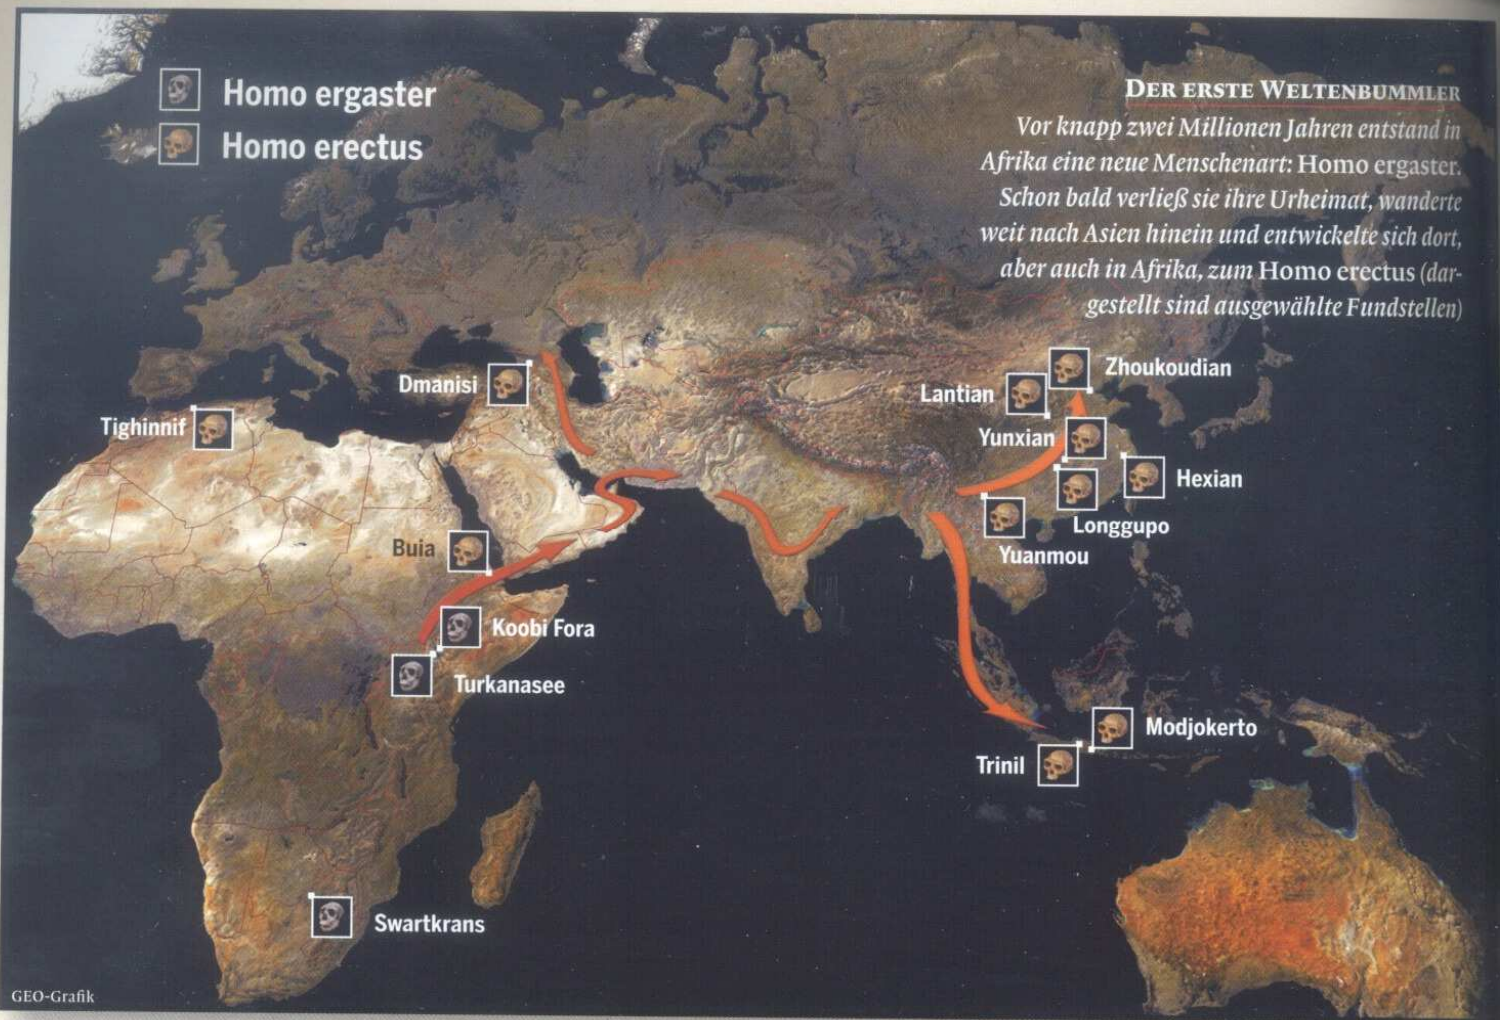 Homo ergaster
Homo erectus
DER ERSTE WELTENBUMMLER
Vor knapp zwei Millionen Jahren entstand in
Afrika eine neue Menschenart: Homo ergaster.
Schon bald verließ sie ihre Urheimat, wanderte
weit nach Asien hinein und entwickelte sich dort,
aber auch in Afrika, zum Homo erectus (dar-
gestellt sind ausgewählte Fundstellen)
Dmanisi
Zhoukoudian
Lantian
Tighinnif
Yunxian
Hexian
Longgupo
Buia
Yuanmou
Koobi Fora
Turkanasee
Modjokerto
Trinil
Swartkrans
GEO-Grafik